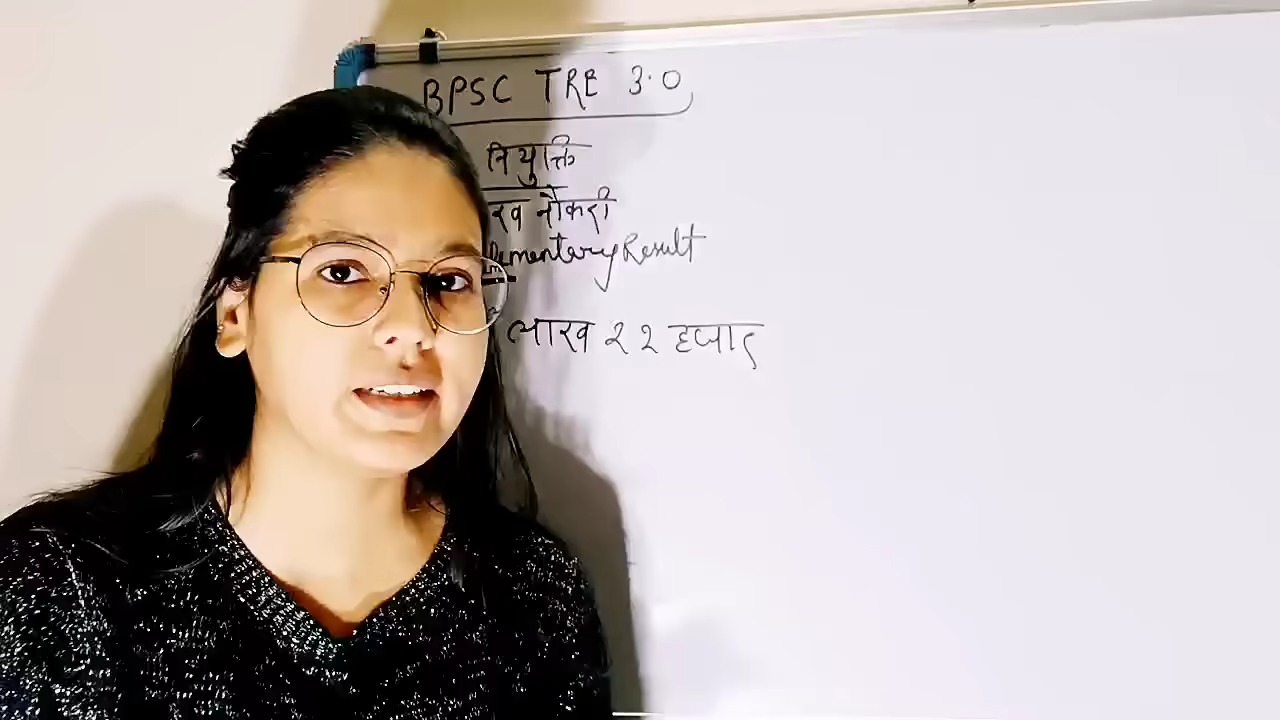 BPSC TRE 3.0
नियुक्ति
नौकरी
Result
लाख २२ हजार